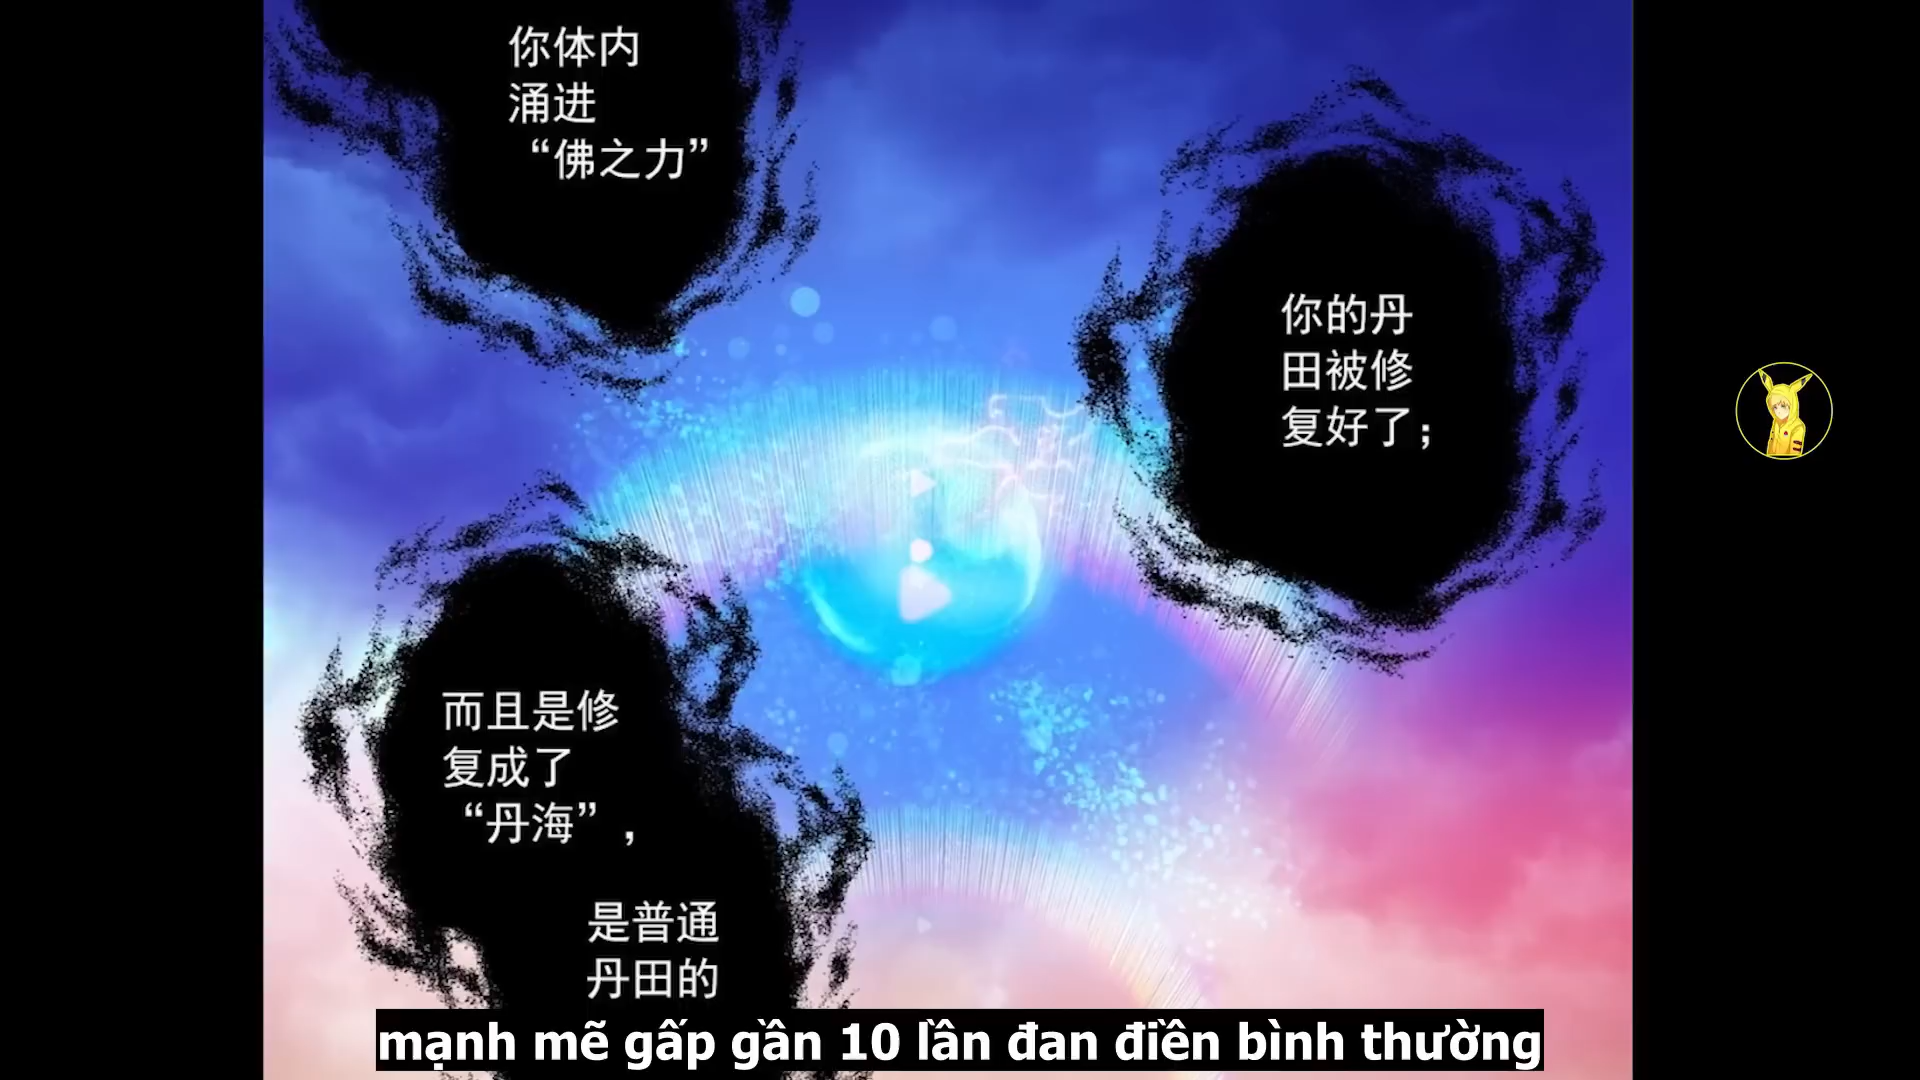 你体内
涌进
“佛之力”
你的丹
田被修
复好了；
而且是修
复成了
“丹海”，
是普通
丹田的
mạnh mẽ gấp gần 10 lần đan điền bình thường